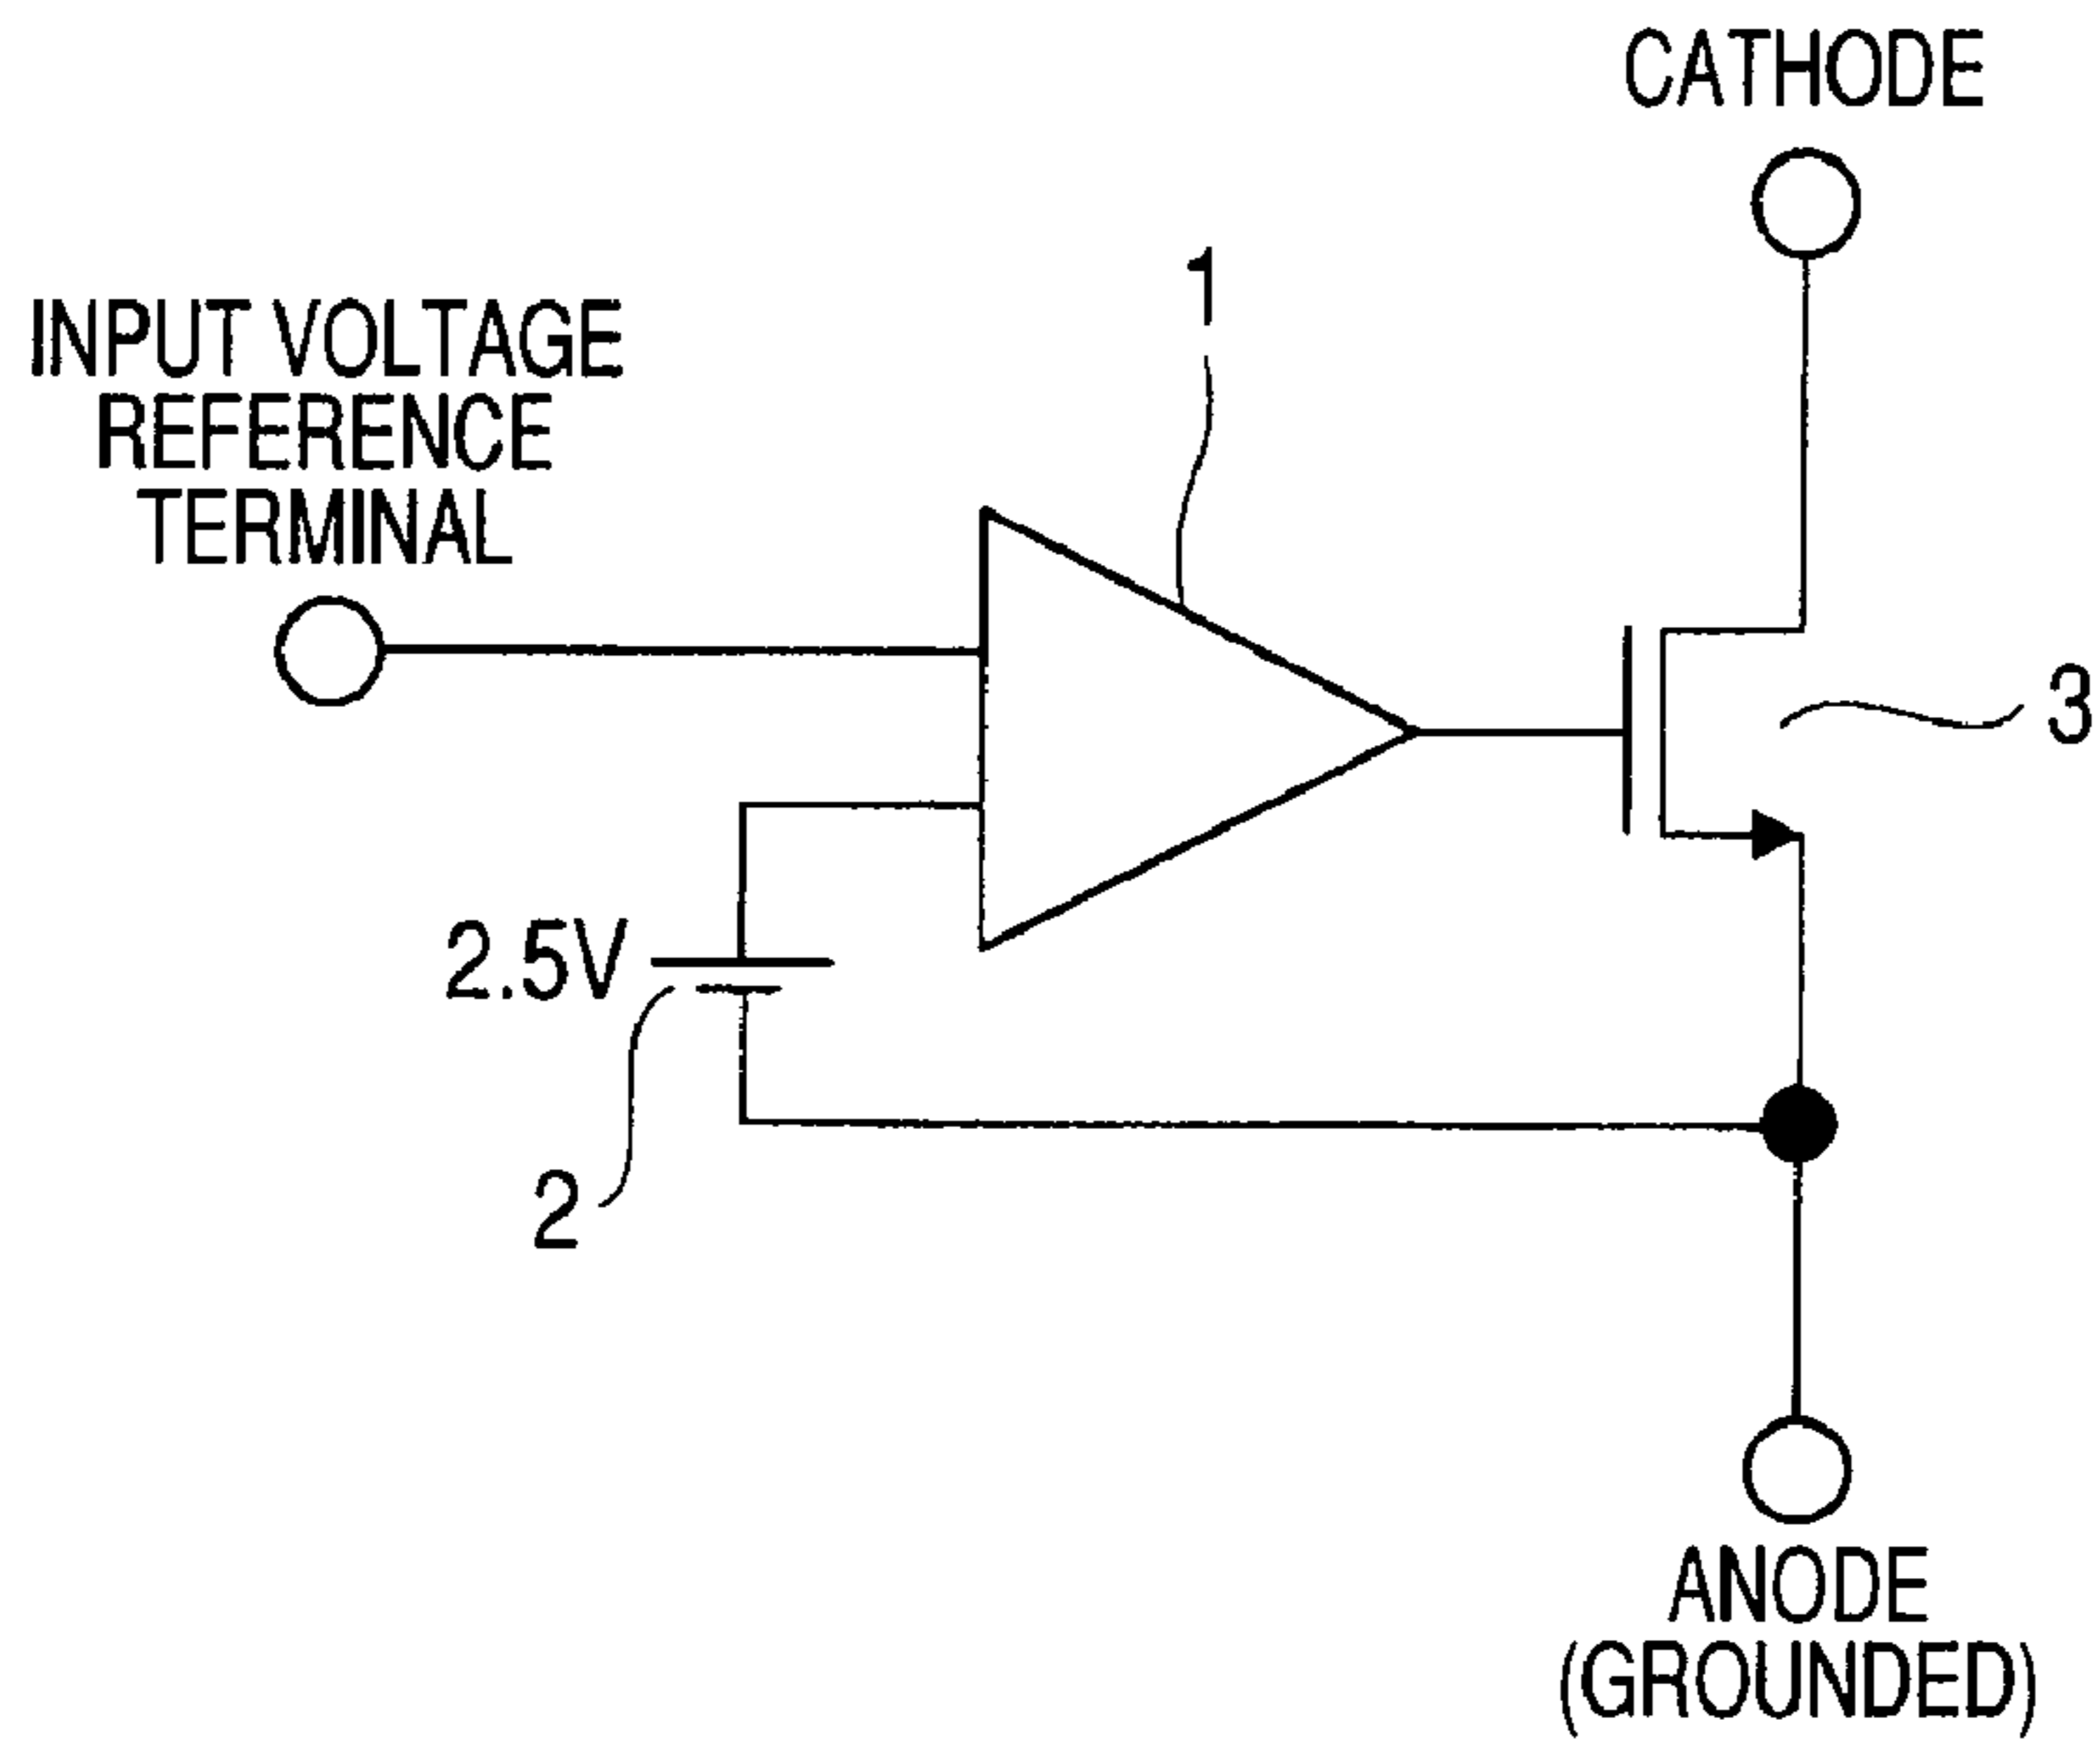 CATHODE
1
INPUT VOLTAGE
REFERENCE
TERMINAL
3
2.5V
2
ANODE
(GROUNDED)